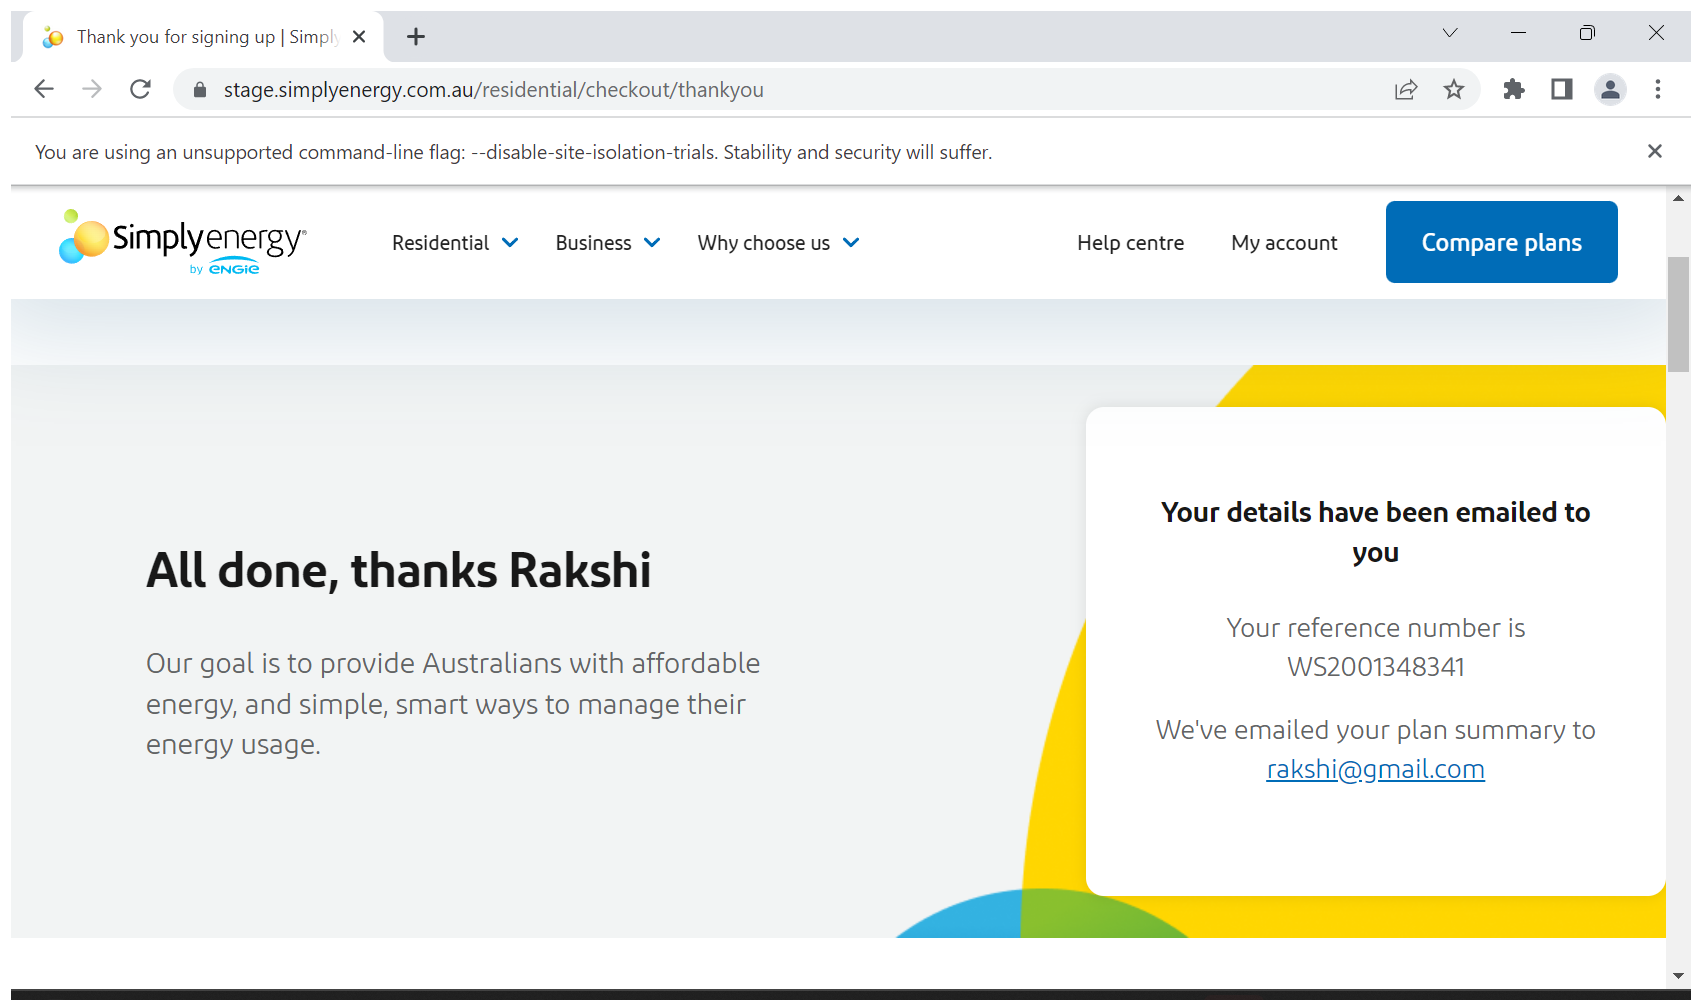 Thank you for signing up | Simply
stage.simplyenergy.com.au/residential/checkout/thankyou
You are using an unsupported command-line flag: --disable-site-isolation-trials. Stability and security will suffer.
Simplyenergy®
by ENGIE
Residential
Business
Why choose us
Help centre
My account
Compare plans
All done, thanks Rakshi
Our goal is to provide Australians with affordable
energy, and simple, smart ways to manage their
energy usage.
Your details have been emailed to
you
Your reference number is
WS2001348341
We've emailed your plan summary to
rakshi@gmail.com